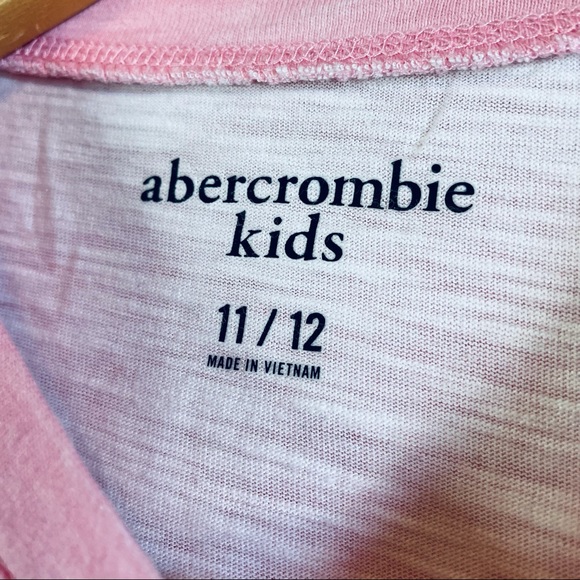 abercrombie
kids
11 / 12
MADE IN VIETNAM